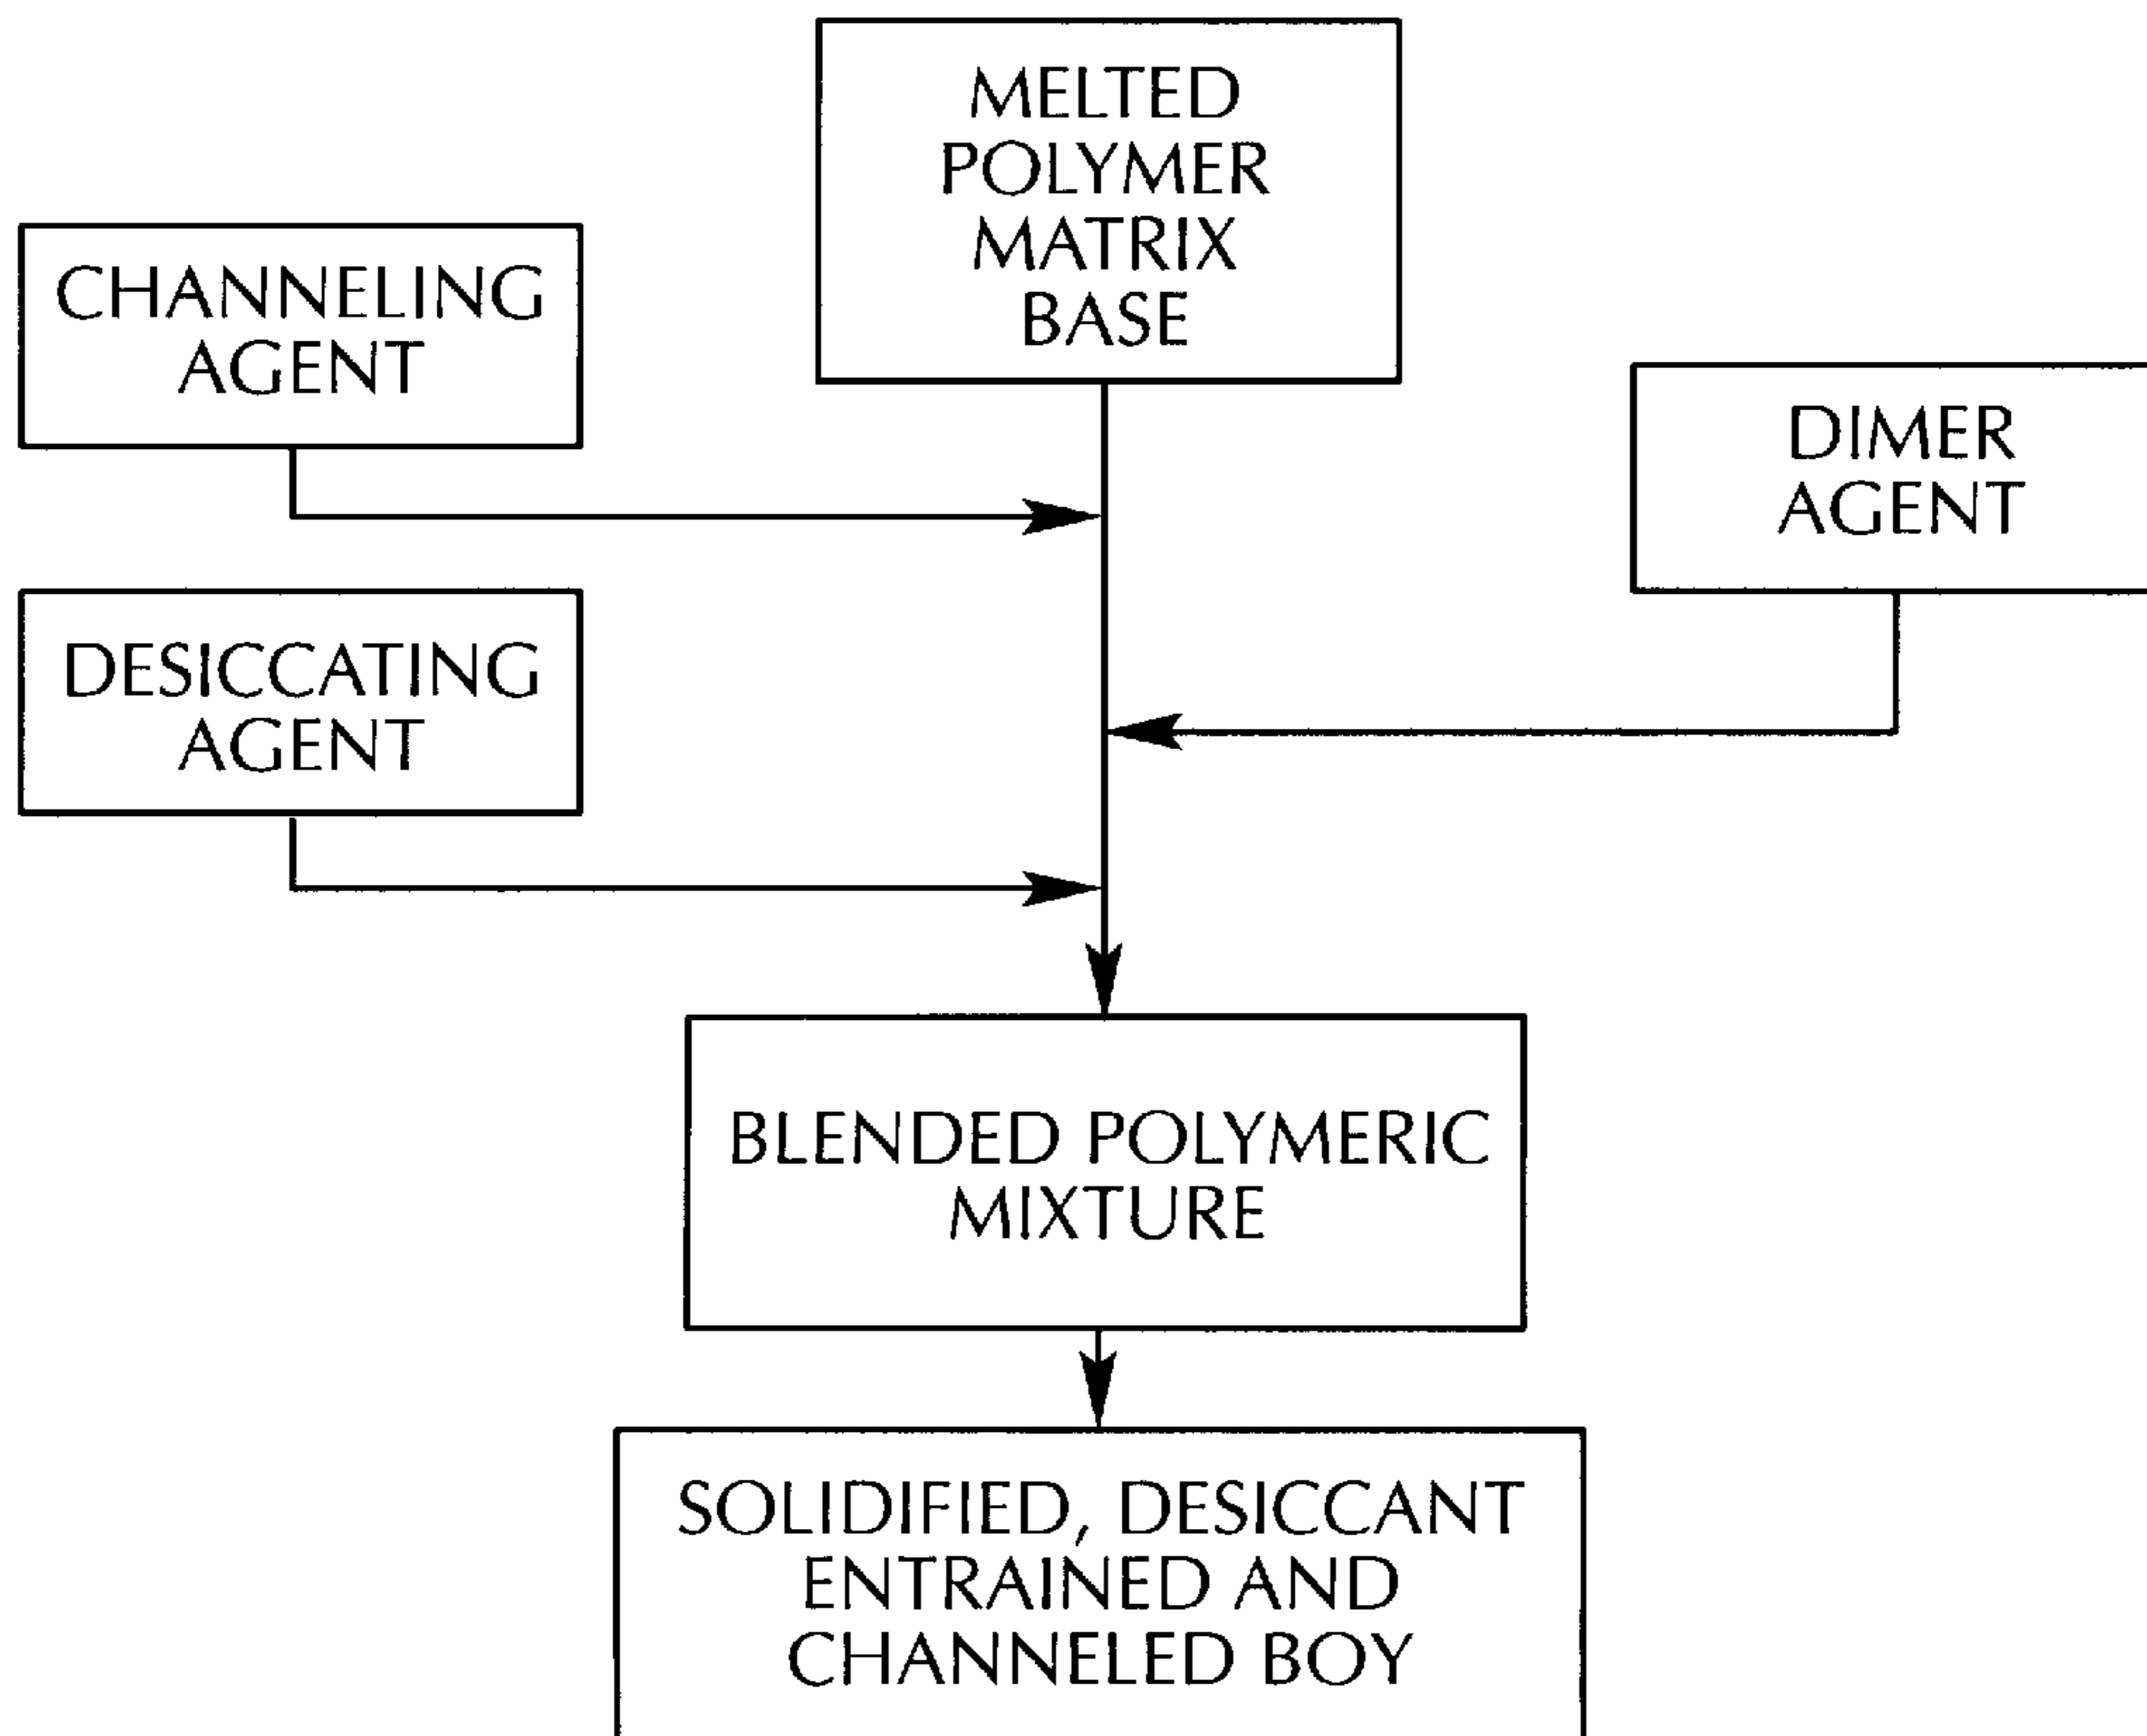 MELTED
POLYMER
MATRIX
BASE
CHANNELING
AGENT
DIMER
AGENT
DESICCATING
AGENT
BLENDED POLYMERIC
MIXTURE
SOLIDIFIED, DESICCANT
ENTRAINED AND
CHANNELED BOY